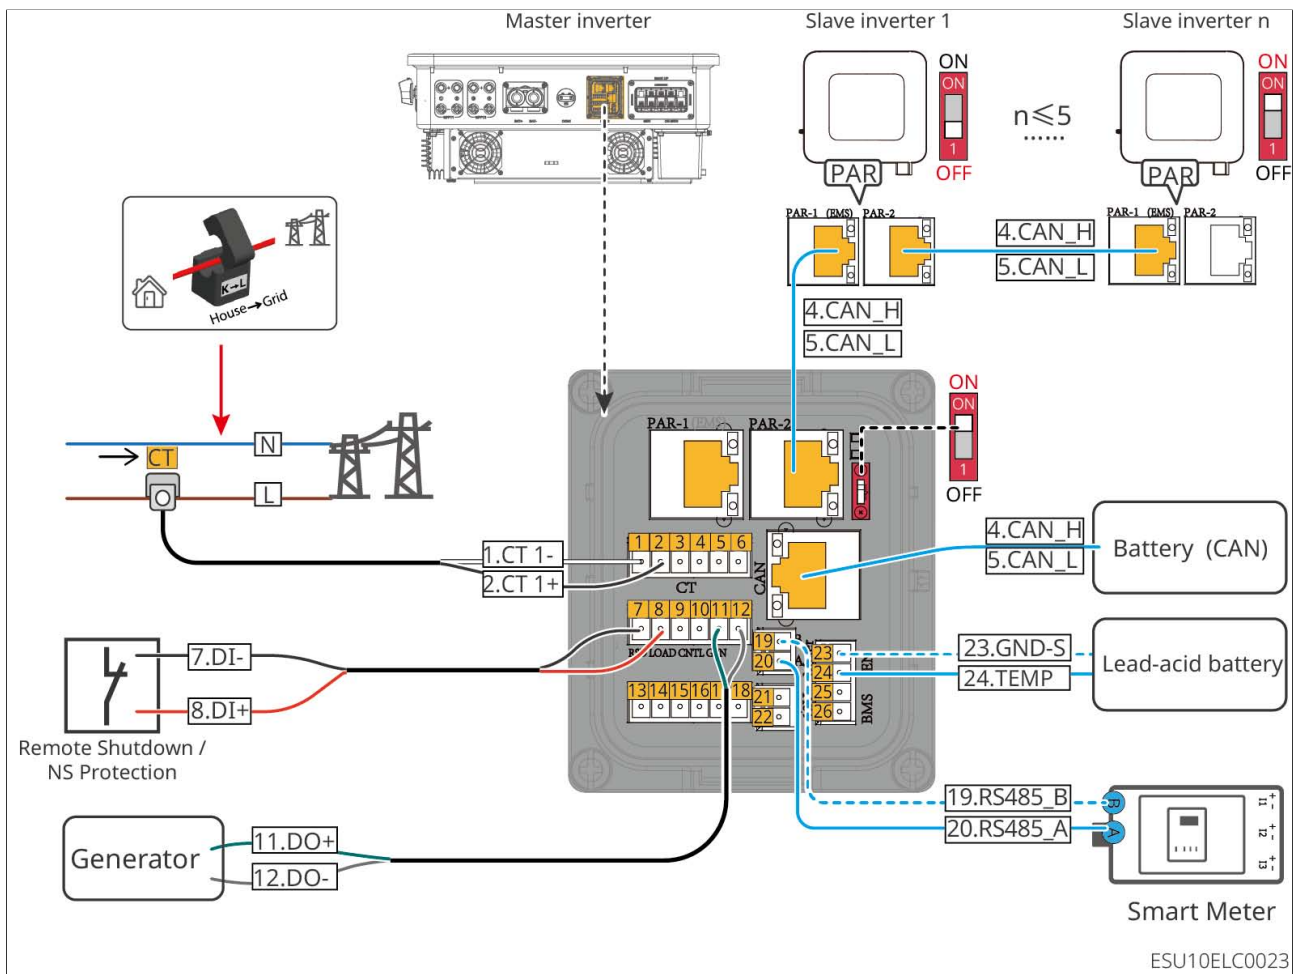 Master inverter
Slave inverter 1
Slave inverter n
ON
ON
1
OFF
n≤5
......
ON
ON
1
OFF
PAR
PAR
PAR-1 (EMS) PAR-2
PAR-1 (EMS) PAR-2
4.CAN_H
5.CAN_L
4.CAN_H
5.CAN_L
K→L
House→Grid
N
CT
L
PAR-1 (EMS)
PAR-2
ON
ON
1
OFF
1.CT 1-
2.CT 1+
1 2 3 4 5 6
CT
CAN
4.CAN_H
5.CAN_L
Battery (CAN)
7 8 9 10 11 12
LOAD CNTL
7.DI-
8.DI+
Remote Shutdown /
NS Protection
13 14 15 16 18
19
20
21
22
23
24
25
26
BMS
23.GND-S
24.TEMP
Lead-acid battery
19.RS485_B
20.RS485_A
B
A
I1
+
-
I2
+
-
I3
+
-
Smart Meter
Generator
11.DO+
12.DO-
ESU10ELC0023